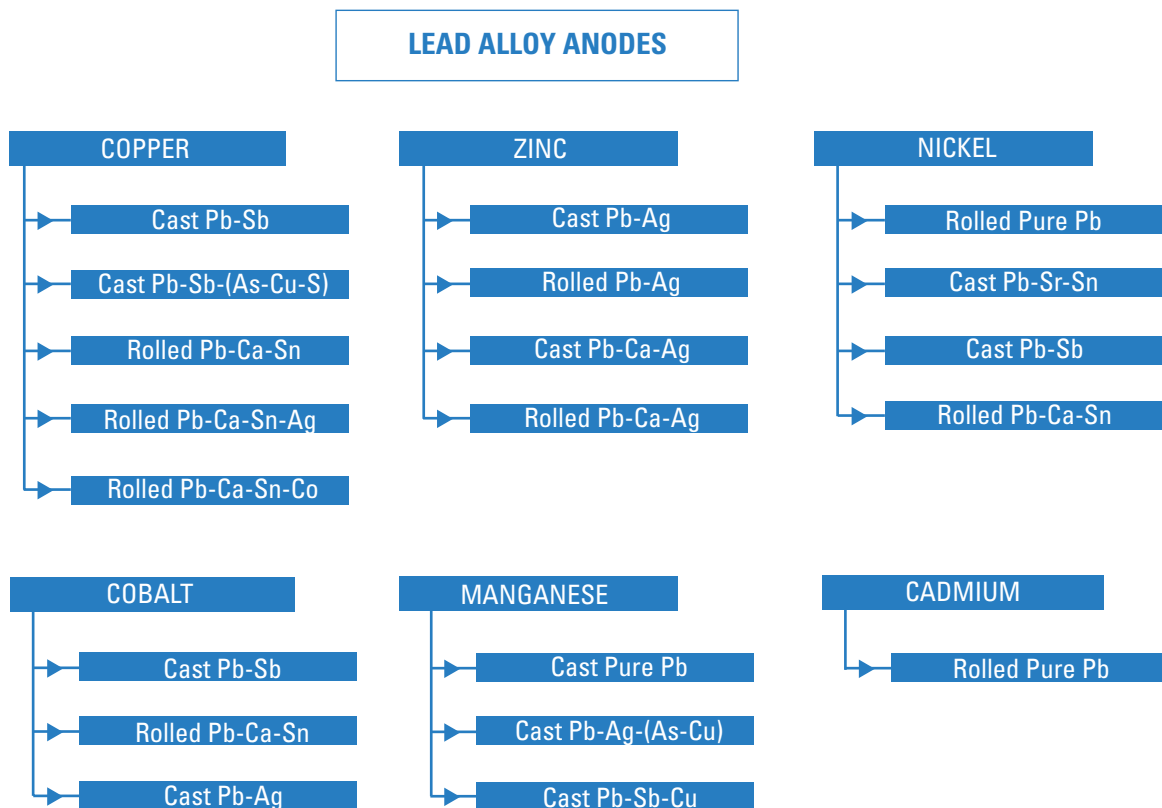 LEAD ALLOY ANODES
COPPER
Cast Pb-Sb
Cast Pb-Sb-(As-Cu-S)
Rolled Pb-Ca-Sn
Rolled Pb-Ca-Sn-Ag
Rolled Pb-Ca-Sn-Co
ZINC
Cast Pb-Ag
Rolled Pb-Ag
Cast Pb-Ca-Ag
Rolled Pb-Ca-Ag
NICKEL
Rolled Pure Pb
Cast Pb-Sr-Sn
Cast Pb-Sb
Rolled Pb-Ca-Sn
COBALT
Cast Pb-Sb
Rolled Pb-Ca-Sn
Cast Pb-Ag
MANGANESE
Cast Pure Pb
Cast Pb-Ag-(As-Cu)
Cast Pb-Sb-Cu
CADMIUM
Rolled Pure Pb